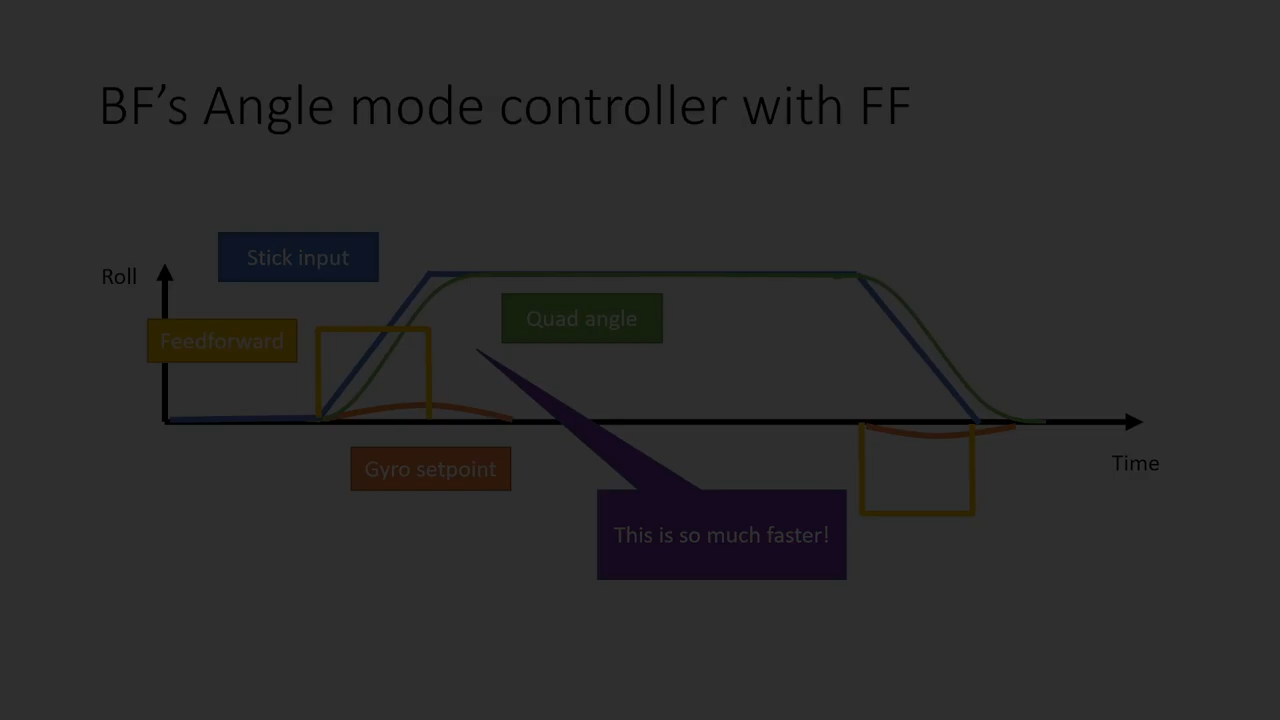 BF’s Angle mode controller with FF
Stick input
Roll
Quad angle
Feedforward
Gyro setpoint
Time
This is so much faster!